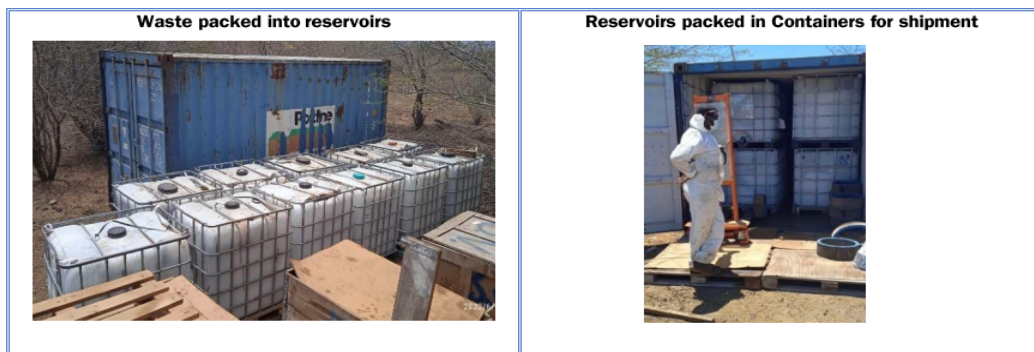 Waste packed into reservoirs
Reservoirs packed in Containers for shipment